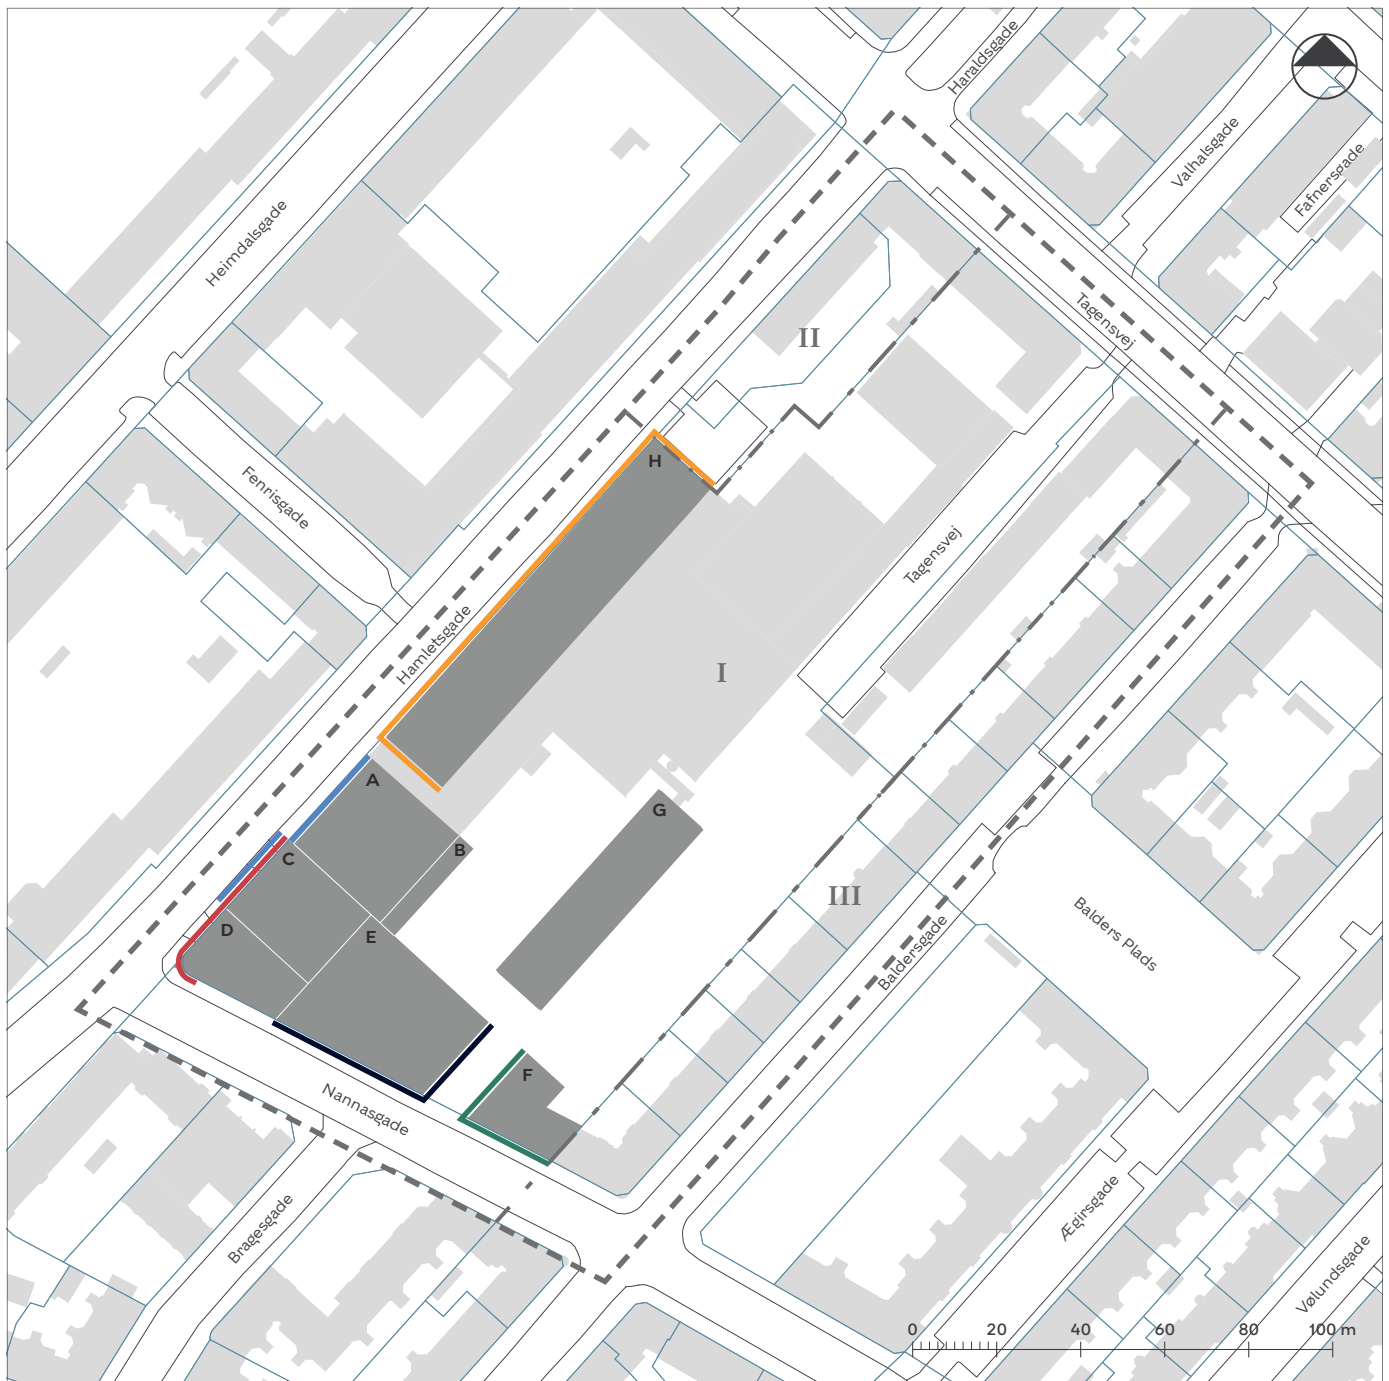 Haraldsgade
Valhalsgade
Fafnersgade
Heimdalsgade
Tagensvej
II
H
Fenrisgade
Tagensvej
Hamletsgade
I
A
G
B
C
III
D
E
Balders Plads
Baldersgade
F
Nannasgade
Ægirsgade
Bragesgade
Vølundsgade
0 20 40 60 80 100 m